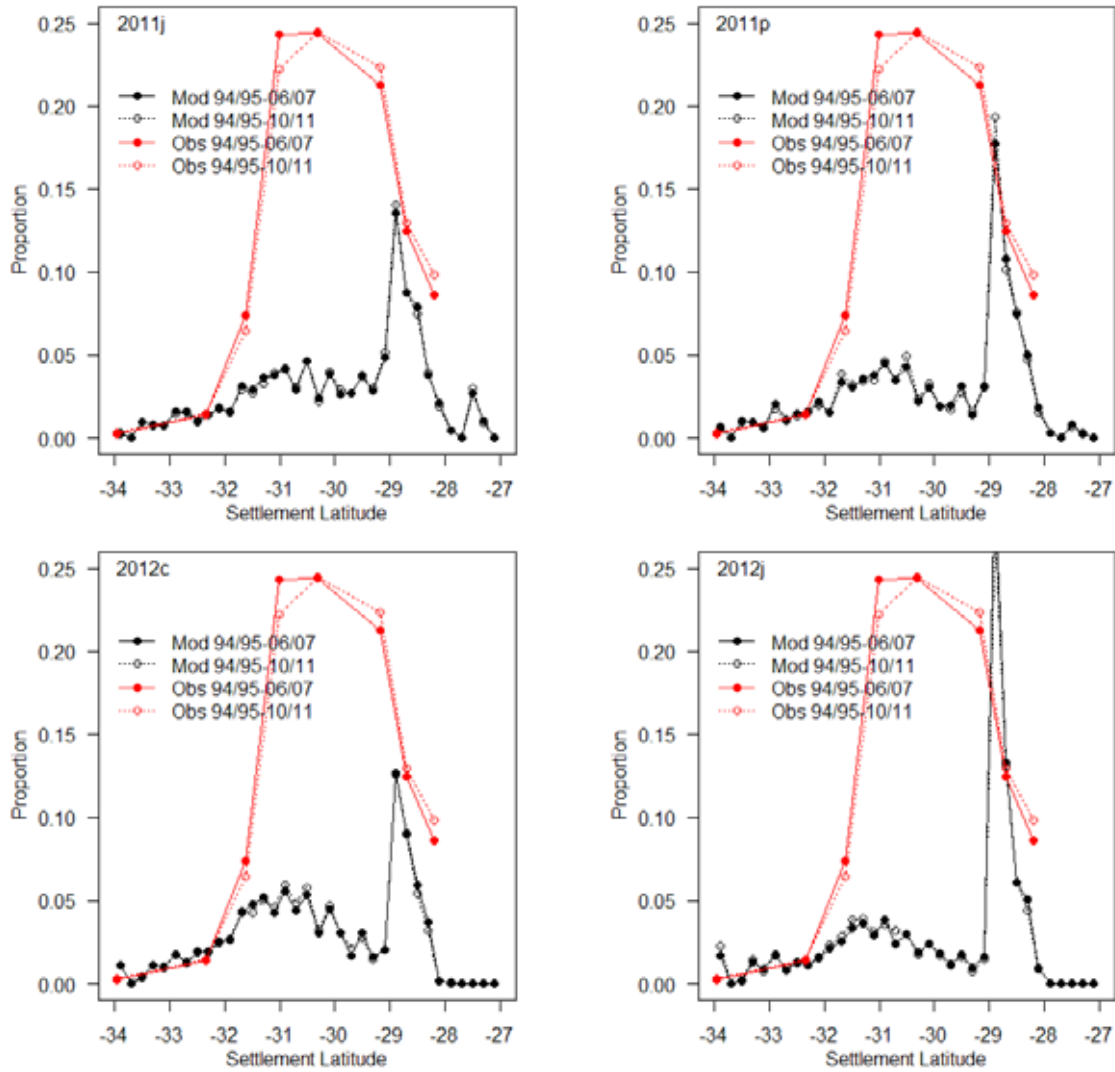 2011j
0.25
0.20
0.15
0.10
0.05
0.00
Proportion
Mod 94/95-06/07
Mod 94/95-10/11
Obs 94/95-06/07
Obs 94/95-10/11
-34 -33 -32 -31 -30 -29 -28 -27
Settlement Latitude
2011p
0.25
0.20
0.15
0.10
0.05
0.00
Proportion
Mod 94/95-06/07
Mod 94/95-10/11
Obs 94/95-06/07
Obs 94/95-10/11
-34 -33 -32 -31 -30 -29 -28 -27
Settlement Latitude
2012c
0.25
0.20
0.15
0.10
0.05
0.00
Proportion
Mod 94/95-06/07
Mod 94/95-10/11
Obs 94/95-06/07
Obs 94/95-10/11
-34 -33 -32 -31 -30 -29 -28 -27
Settlement Latitude
2012j
0.25
0.20
0.15
0.10
0.05
0.00
Proportion
Mod 94/95-06/07
Mod 94/95-10/11
Obs 94/95-06/07
Obs 94/95-10/11
-34 -33 -32 -31 -30 -29 -28 -27
Settlement Latitude